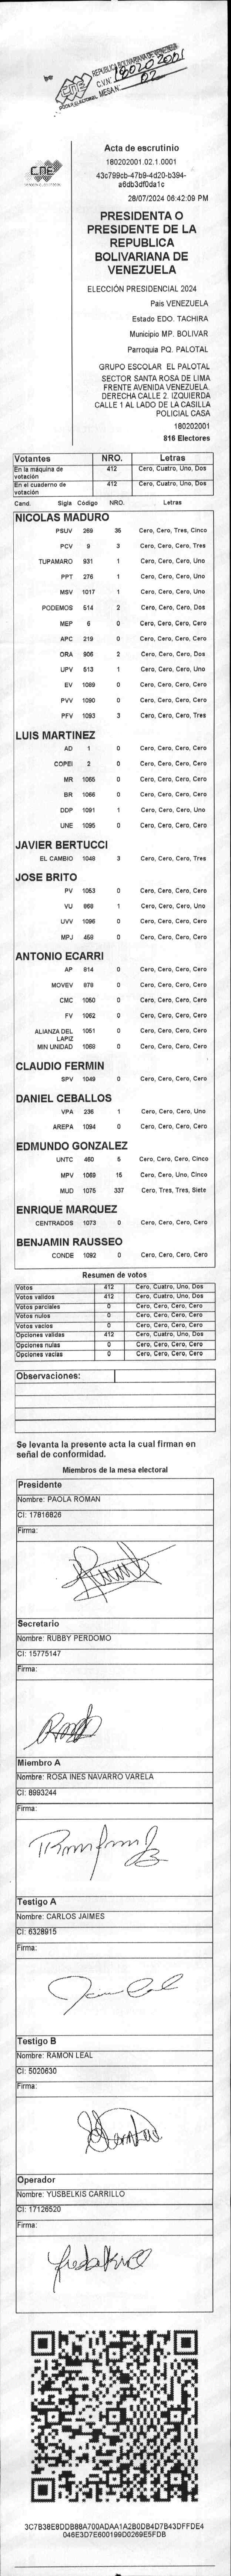 REPUBLICA BOLIVARIANA DE VENEZUELA
CNE
CVN: 18020 2001
PODER ELECTORAL MESA Nº: 02
CNE
Acta de escrutinio
180202001.02.1.0001
43c799cb-47b9-4d20-b394-
a6db3df0da1c
28/07/2024 06:42:09 PM
PRESIDENTA O
PRESIDENTE DE LA
REPUBLICA
BOLIVARIANA DE
VENEZUELA
ELECCIÓN PRESIDENCIAL 2024
País VENEZUELA
Estado EDO. TACHIRA
Municipio MP. BOLIVAR
Parroquia PQ. PALOTAL
GRUPO ESCOLAR EL PALOTAL
SECTOR SANTA ROSA DE LIMA
FRENTE AVENIDA VENEZUELA.
DERECHA CALLE 2. IZQUIERDA
CALLE 1 AL LADO DE LA CASILLA
POLICIAL CASA
180202001
816 Electores
Votantes NRO. Letras
En la máquina de votación 412 Cero, Cuatro, Uno, Dos
En el cuaderno de votación 412 Cero, Cuatro, Uno, Dos
Cand. Sigla Código NRO. Letras
NICOLAS MADURO
PSUV 269 35 Cero, Cero, Tres, Cinco
PCV 9 3 Cero, Cero, Cero, Tres
TUPAMARO 931 1 Cero, Cero, Cero, Uno
PPT 276 1 Cero, Cero, Cero, Uno
MSV 1017 1 Cero, Cero, Cero, Uno
PODEMOS 514 2 Cero, Cero, Cero, Dos
MEP 6 0 Cero, Cero, Cero, Cero
APC 219 0 Cero, Cero, Cero, Cero
ORA 906 2 Cero, Cero, Cero, Dos
UPV 613 1 Cero, Cero, Cero, Uno
EV 1089 0 Cero, Cero, Cero, Cero
PVV 1090 0 Cero, Cero, Cero, Cero
PFV 1093 3 Cero, Cero, Cero, Tres
LUIS MARTINEZ
AD 1 0 Cero, Cero, Cero, Cero
COPEI 2 0 Cero, Cero, Cero, Cero
MR 1065 0 Cero, Cero, Cero, Cero
BR 1066 0 Cero, Cero, Cero, Cero
DDP 1091 1 Cero, Cero, Cero, Uno
UNE 1095 0 Cero, Cero, Cero, Cero
JAVIER BERTUCCI
EL CAMBIO 1048 3 Cero, Cero, Cero, Tres
JOSE BRITO
PV 1053 0 Cero, Cero, Cero, Cero
VU 868 1 Cero, Cero, Cero, Uno
UVV 1096 0 Cero, Cero, Cero, Cero
MPJ 458 0 Cero, Cero, Cero, Cero
ANTONIO ECARRI
AP 814 0 Cero, Cero, Cero, Cero
MOVEV 879 0 Cero, Cero, Cero, Cero
CMC 1050 0 Cero, Cero, Cero, Cero
FV 1062 0 Cero, Cero, Cero, Cero
ALIANZA DEL LAPIZ 1051 0 Cero, Cero, Cero, Cero
MIN UNIDAD 1068 0 Cero, Cero, Cero, Cero
CLAUDIO FERMIN
SPV 1049 0 Cero, Cero, Cero, Cero
DANIEL CEBALLOS
VPA 236 1 Cero, Cero, Cero, Uno
AREPA 1094 0 Cero, Cero, Cero, Cero
EDMUNDO GONZALEZ
UNTC 460 5 Cero, Cero, Cero, Cinco
MPV 1069 15 Cero, Cero, Uno, Cinco
MUD 1075 337 Cero, Tres, Tres, Siete
ENRIQUE MARQUEZ
CENTRADOS 1073 0 Cero, Cero, Cero, Cero
BENJAMIN RAUSSEO
CONDE 1092 0 Cero, Cero, Cero, Cero
Resumen de votos
Votos 412 Cero, Cuatro, Uno, Dos
Votos validos 412 Cero, Cuatro, Uno, Dos
Votos parciales 0 Cero, Cero, Cero, Cero
Votos nulos 0 Cero, Cero, Cero, Cero
Votos vacios 0 Cero, Cero, Cero, Cero
Opciones validas 412 Cero, Cuatro, Uno, Dos
Opciones nulas 0 Cero, Cero, Cero, Cero
Opciones vacias 0 Cero, Cero, Cero, Cero
Observaciones:
Se levanta la presente acta la cual firman en
señal de conformidad.
Miembros de la mesa electoral
Presidente
Nombre: PAOLA ROMAN
CI: 17816826
Firma:
Secretario
Nombre: RUBBY PERDOMO
CI: 15775147
Firma:
Miembro A
Nombre: ROSA INES NAVARRO VARELA
CI: 8993244
Firma:
Testigo A
Nombre: CARLOS JAIMES
CI: 6328915
Firma:
Testigo B
Nombre: RAMON LEAL
CI: 5020630
Firma:
Operador
Nombre: YUSBELKIS CARRILLO
CI: 17126520
Firma:
3C7B38E8DDB88A700ADAA1A2B0DB4D7B43DFFDE4
046E3D7E600199D0269E5FDB